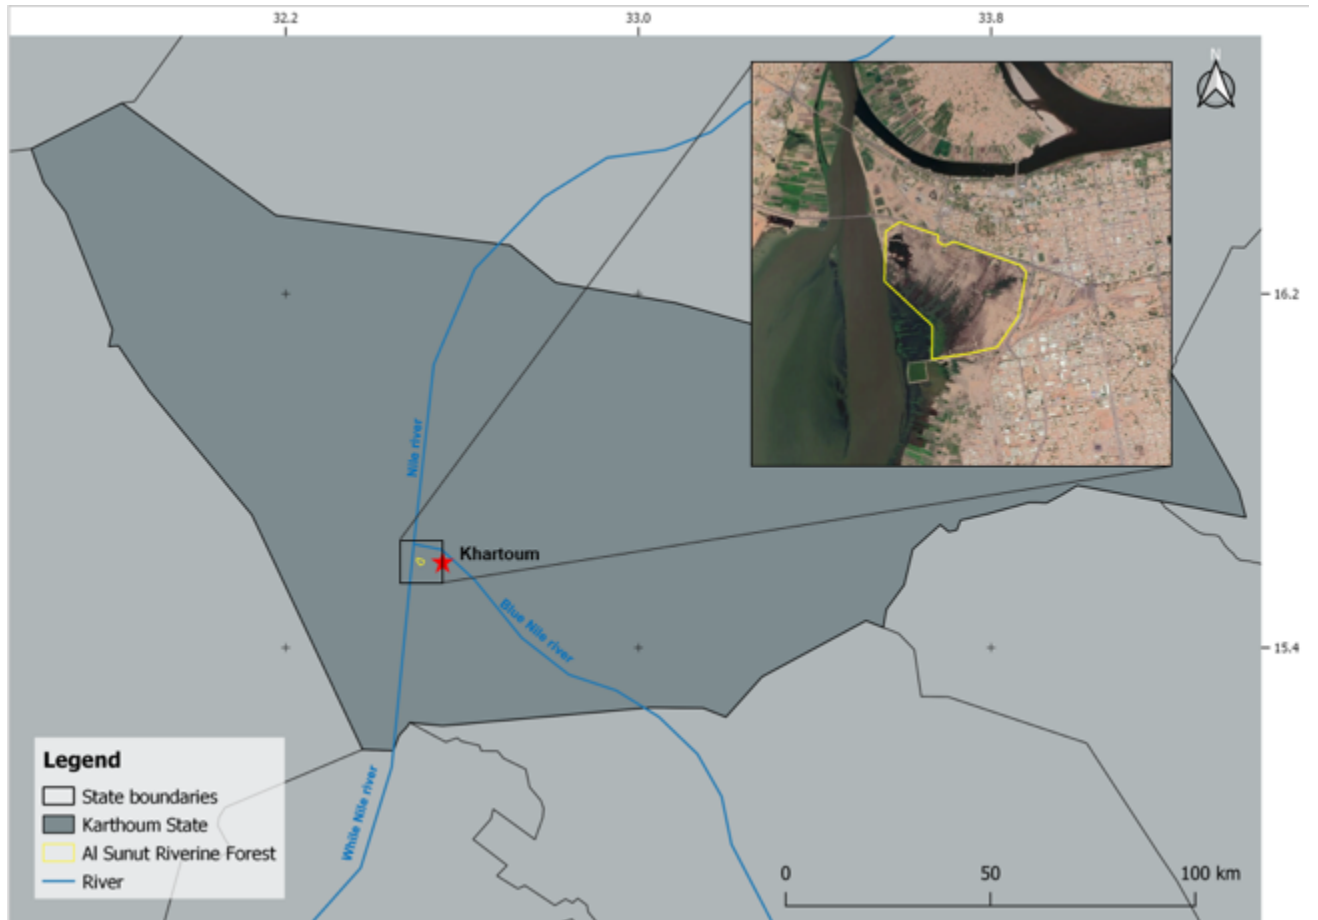 32.2
33.0
33.8
N
16.2
Nile river
Khartoum
Blue Nile river
15.4
Legend
State boundaries
Karthoum State
Al Sunut Riverine Forest
River
While Nile river
0
50
100 km